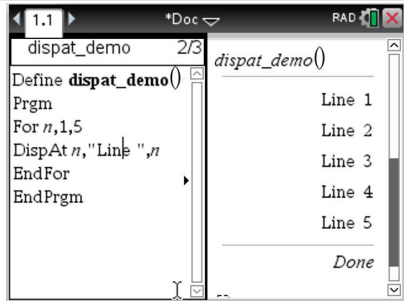 1.1 *Doc RAD
dispat_demo 2/3
Define dispat_demo()
Prgm
For n,1,5
DispAt n,"Line ",n
EndFor
EndPrgm
dispat_demo()
Line 1
Line 2
Line 3
Line 4
Line 5
Done